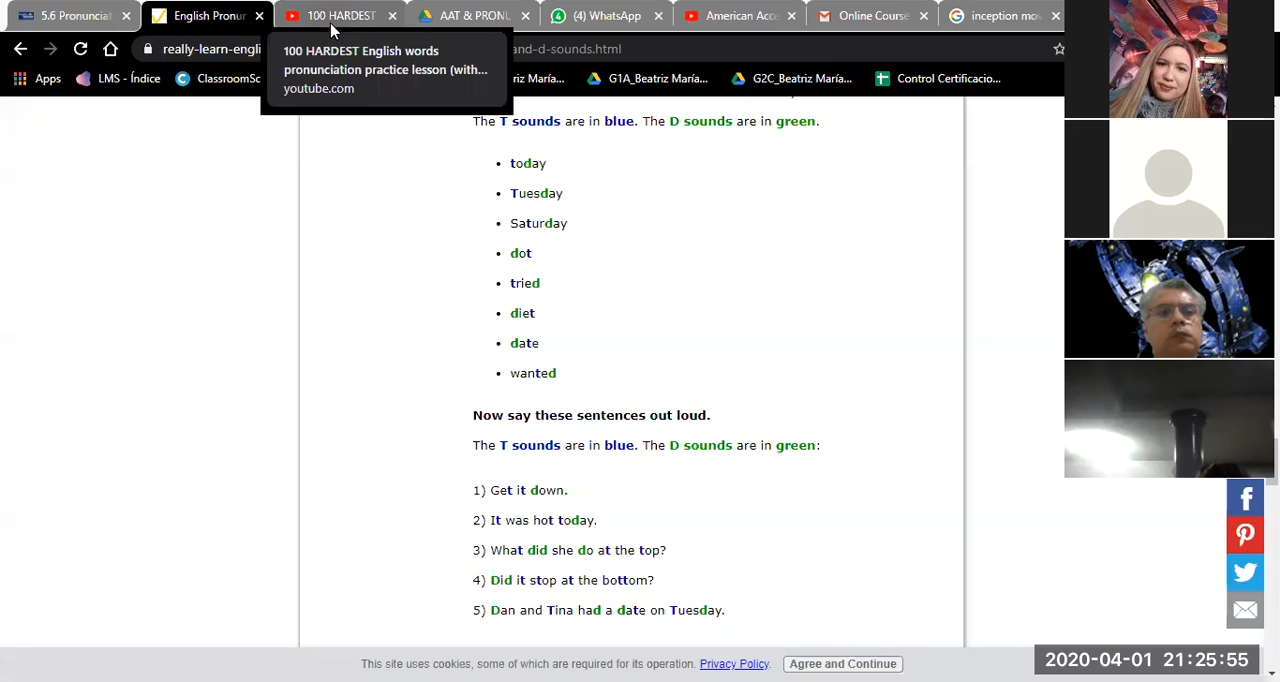 5.6 Pronunciat
English Pronun
100 HARDEST
AAT & PRONU
(4) WhatsApp
American Acc
Online Course
inception mov
really-learn-engli
and-d-sounds.html
100 HARDEST English words
pronunciation practice lesson (with...
youtube.com
Apps
LMS - Índice
ClassroomSc
riz María...
G1A_Beatriz María...
G2C_Beatriz María...
Control Certificacio...
The T sounds are in blue. The D sounds are in green.
• today
• Tuesday
• Saturday
• dot
• tried
• diet
• date
• wanted
Now say these sentences out loud.
The T sounds are in blue. The D sounds are in green:
1) Get it down.
2) It was hot today.
3) What did she do at the top?
4) Did it stop at the bottom?
5) Dan and Tina had a date on Tuesday.
This site uses cookies, some of which are required for its operation. Privacy Policy. Agree and Continue
2020-04-01 21:25:55